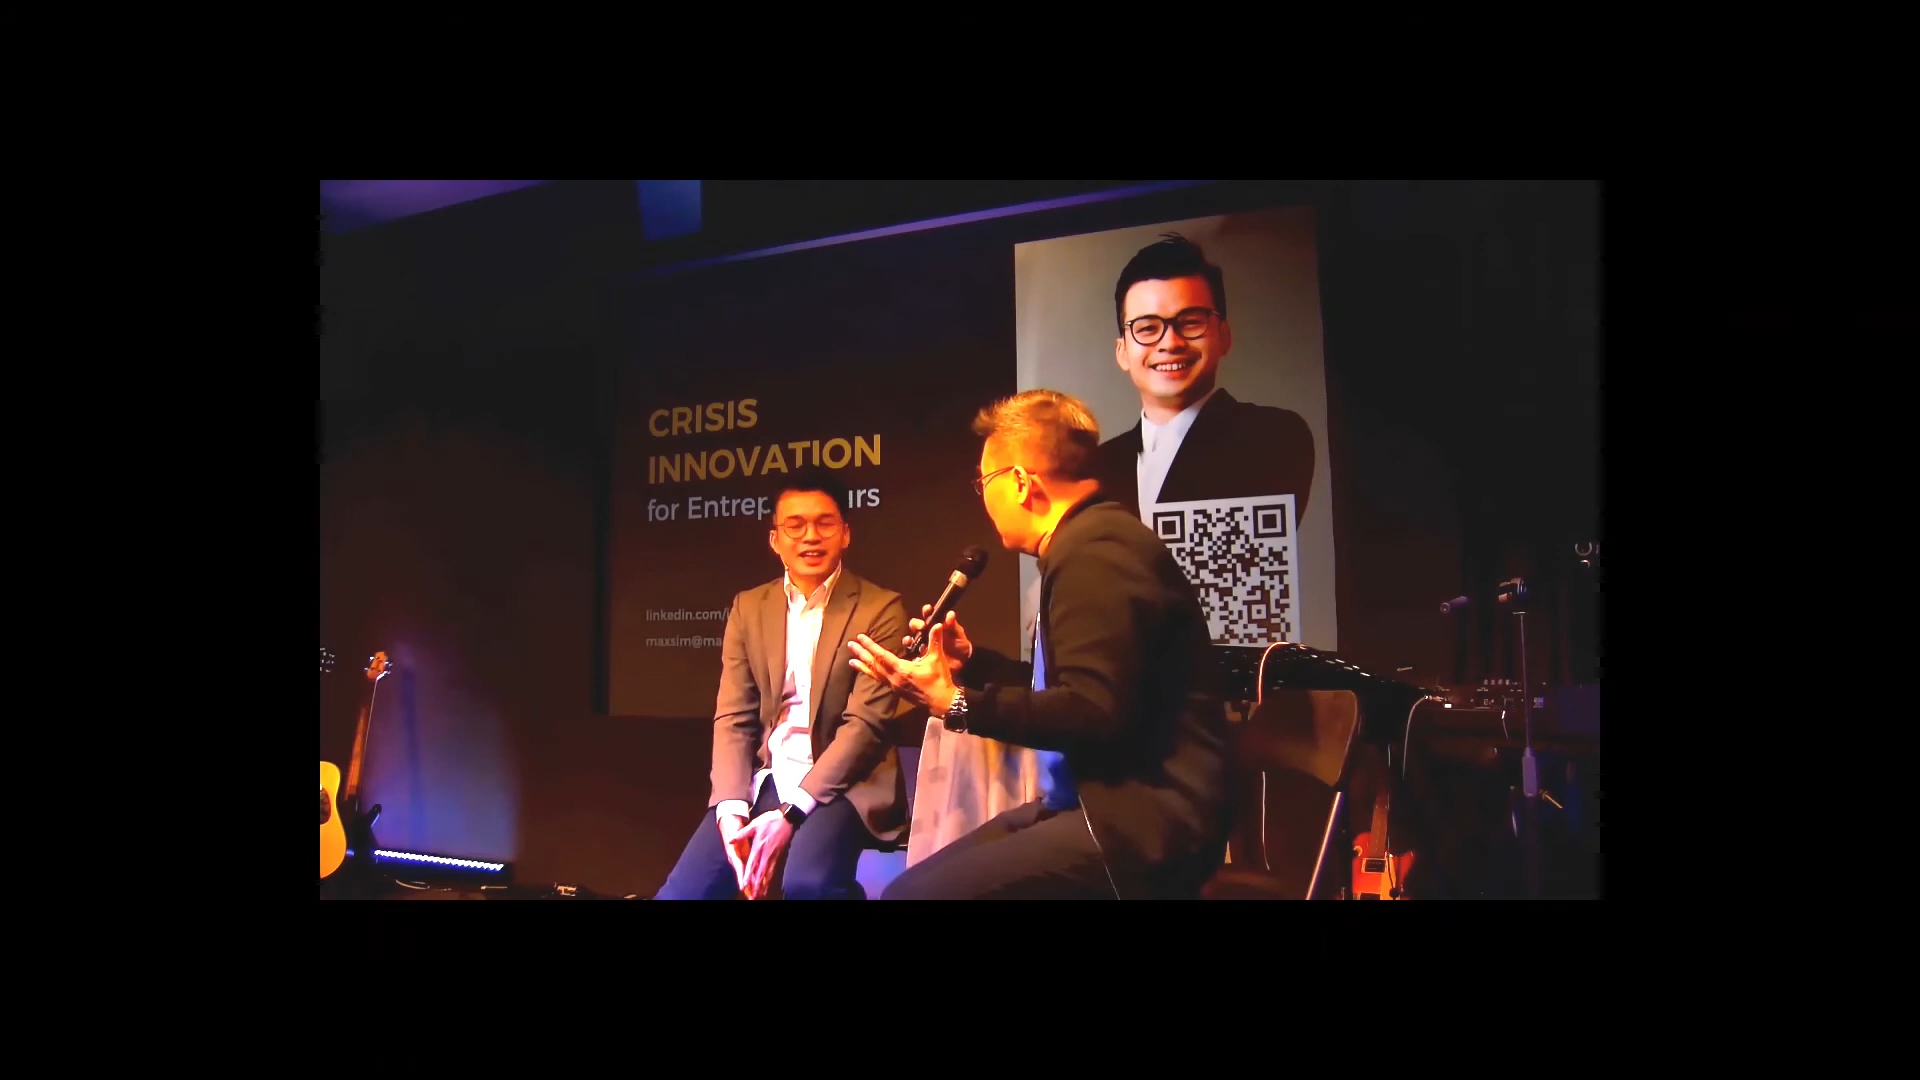 CRISIS
INNOVATION
for Entrep urs
linkedin.com/
maxsim@ma